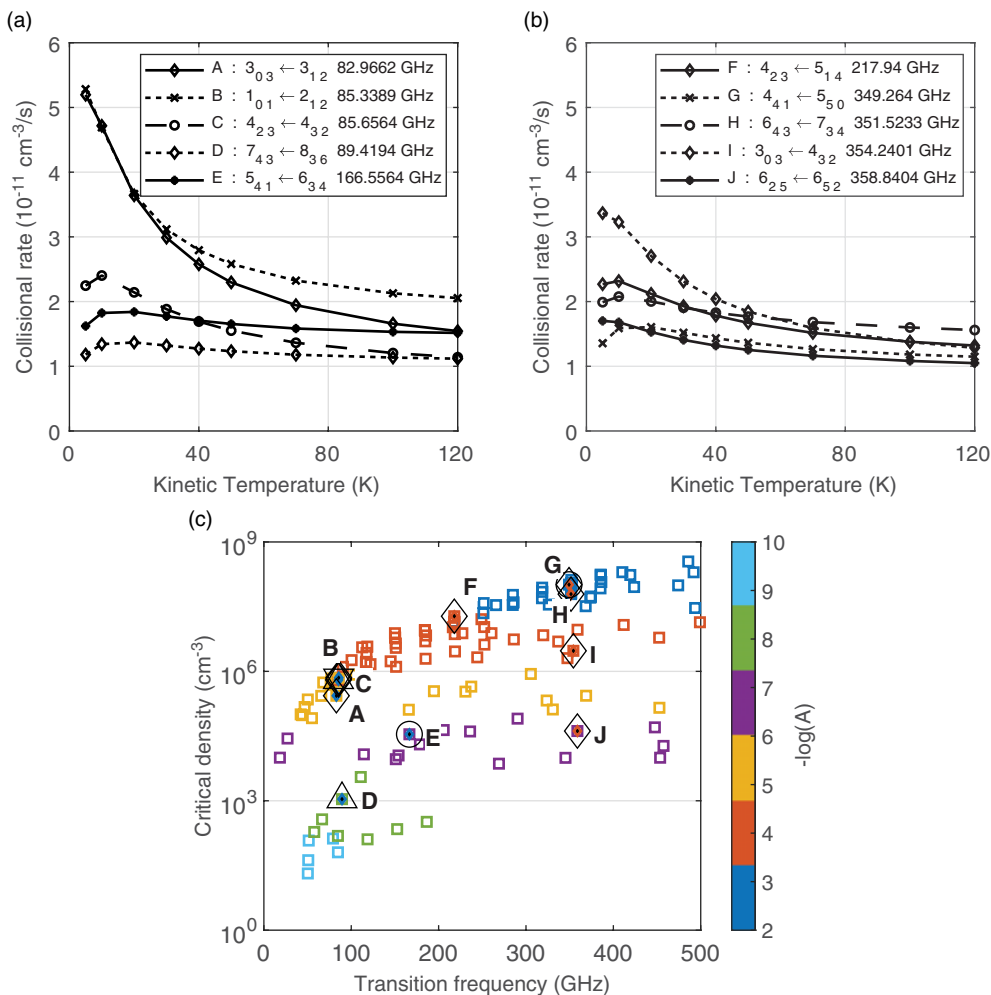 (a)
6
5
4
3
2
1
0
0 40 80 120
Collisional rate (10⁻¹¹ cm⁻³/s)
Kinetic Temperature (K)
A : 3₀ ₃ ← 3₁ ₂ 82.9662 GHz
B : 1₀ ₁ ← 2₁ ₂ 85.3389 GHz
C : 4₂ ₃ ← 4₃ ₂ 85.6564 GHz
D : 7₄ ₃ ← 8₃ ₆ 89.4194 GHz
E : 5₄ ₁ ← 6₃ ₄ 166.5564 GHz
(b)
6
5
4
3
2
1
0
0 40 80 120
Collisional rate (10⁻¹¹ cm⁻³/s)
Kinetic Temperature (K)
F : 4₂ ₃ ← 5₁ ₄ 217.94 GHz
G : 4₄ ₁ ← 5₅ ₀ 349.264 GHz
H : 6₄ ₃ ← 7₃ ₄ 351.5233 GHz
I : 3₀ ₃ ← 4₃ ₂ 354.2401 GHz
J : 6₂ ₅ ← 6₅ ₂ 358.8404 GHz
(c)
10⁹
10⁶
10³
10⁰
0 100 200 300 400 500
Critical density (cm⁻³)
Transition frequency (GHz)
B
C
A
D
E
F
G
H
I
J
10
9
8
7
6
5
4
3
2
-log(A)